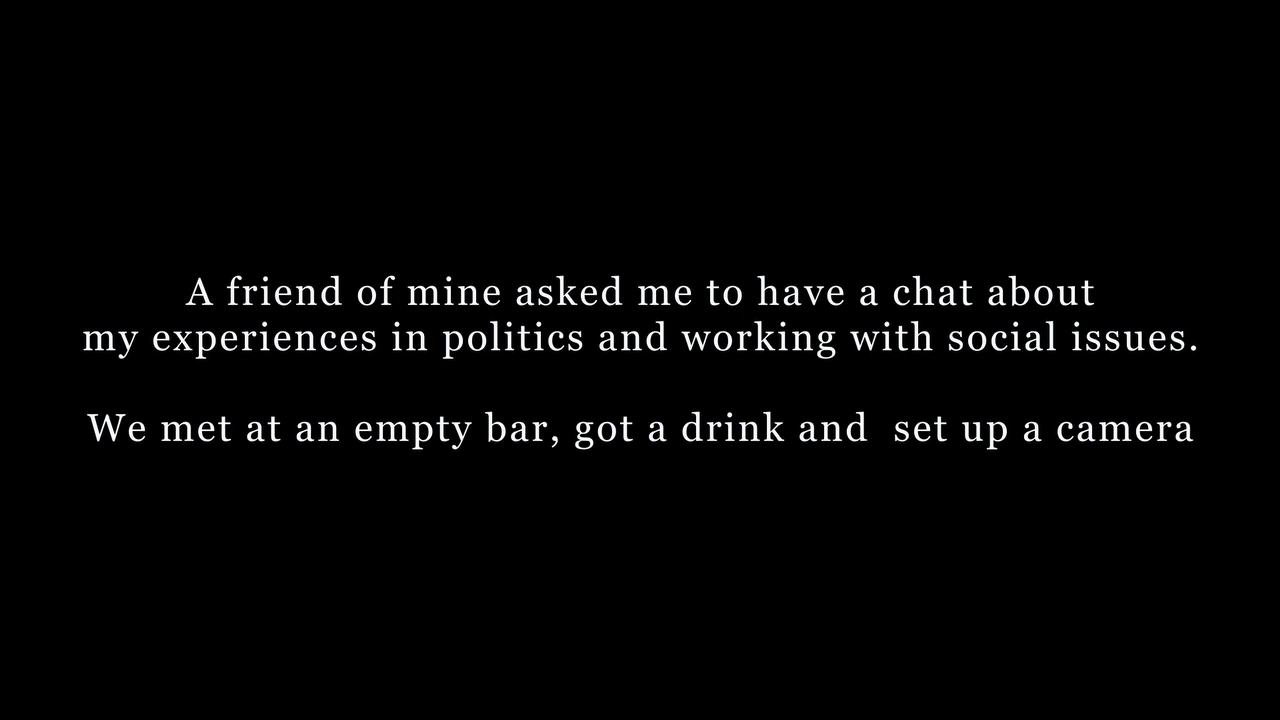 A friend of mine asked me to have a chat about
my experiences in politics and working with social issues.
We met at an empty bar, got a drink and  set up a camera